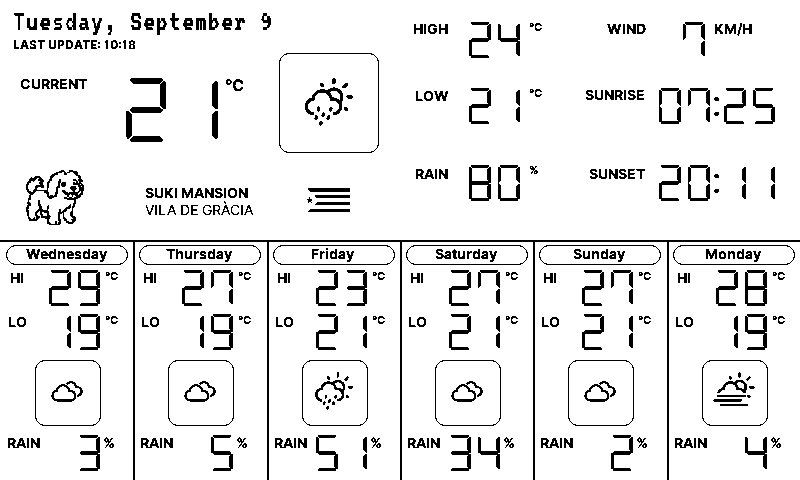 Tuesday, September 9
LAST UPDATE: 10:18
CURRENT 21 °C
SUKI MANSION
VILA DE GRÀCIA
HIGH 24 °C
LOW 21 °C
RAIN 80 %
WIND 7 KM/H
SUNRISE 07:25
SUNSET 20:11
Wednesday
HI 29 °C
LO 19 °C
RAIN 3 %
Thursday
HI 27 °C
LO 19 °C
RAIN 5 %
Friday
HI 23 °C
LO 21 °C
RAIN 51 %
Saturday
HI 27 °C
LO 21 °C
RAIN 34 %
Sunday
HI 27 °C
LO 21 °C
RAIN 2 %
Monday
HI 28 °C
LO 19 °C
RAIN 4 %